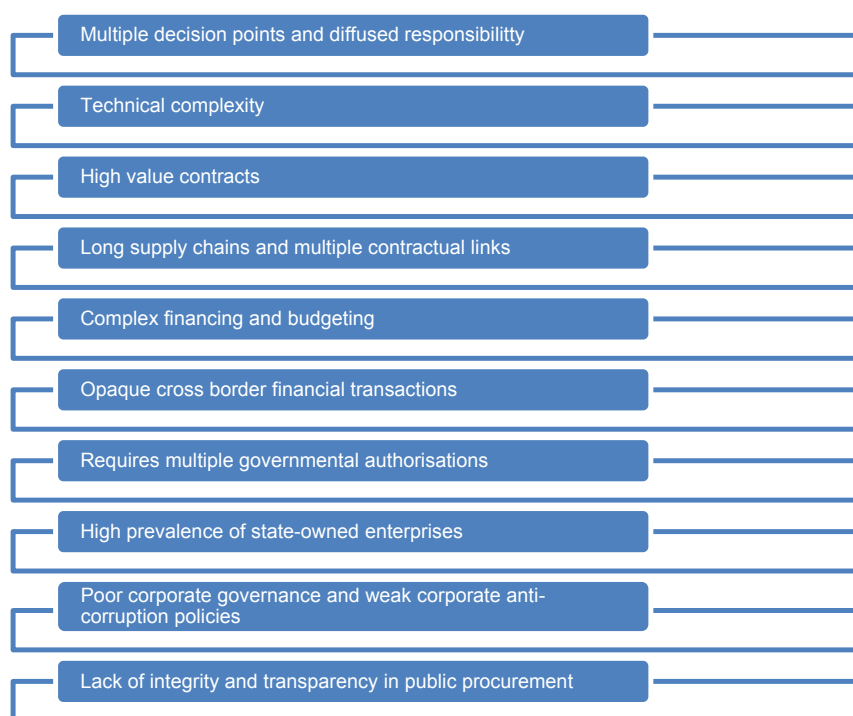 Multiple decision points and diffused responsibilitty
Technical complexity
High value contracts
Long supply chains and multiple contractual links
Complex financing and budgeting
Opaque cross border financial transactions
Requires multiple governmental authorisations
High prevalence of state-owned enterprises
Poor corporate governance and weak corporate anti-
corruption policies
Lack of integrity and transparency in public procurement